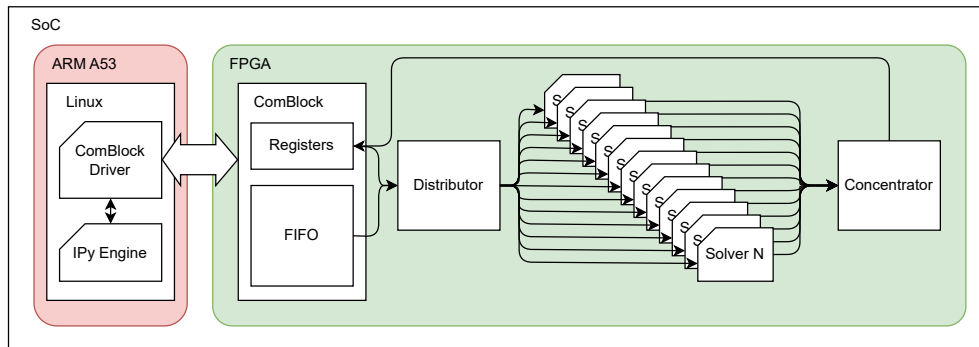 SoC
ARM A53
FPGA
Linux
ComBlock
Driver
IPy Engine
ComBlock
Registers
FIFO
Distributor
S
S
S
S
S
S
S
S
S
S
S
S
Solver N
Concentrator